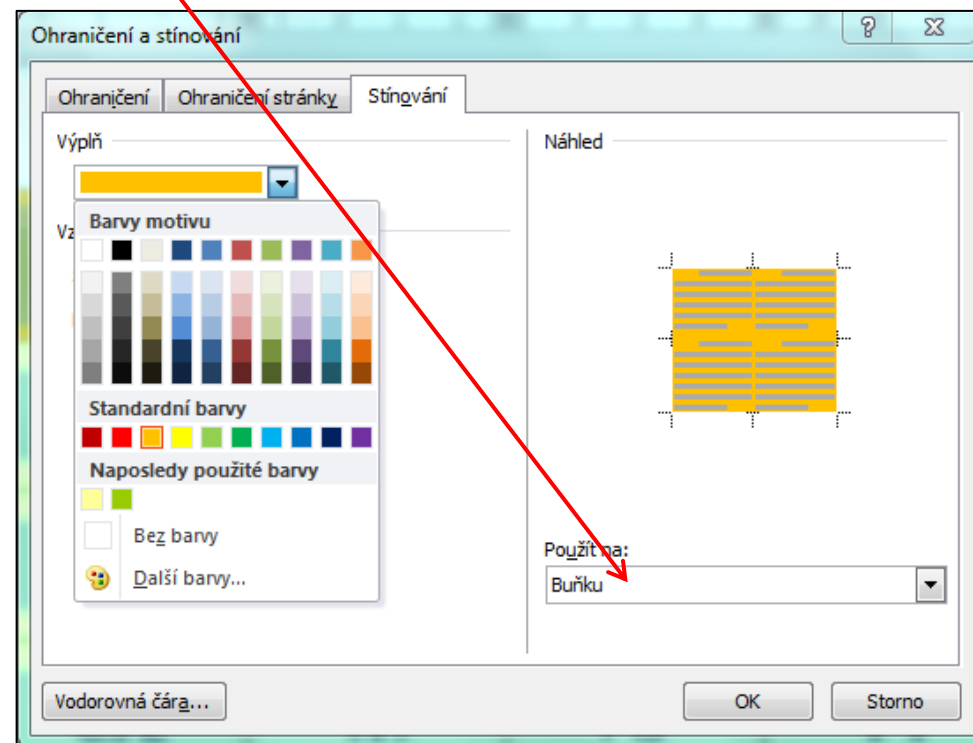 Ohraničení a stínování
Ohraničení Ohraničení stránky Stínování
Výplň
Náhled
Vz
Barvy motivu
Standardní barvy
Naposledy použité barvy
Bez barvy
Další barvy...
Použít na:
Buňku
Vodorovná čára...
OK Storno